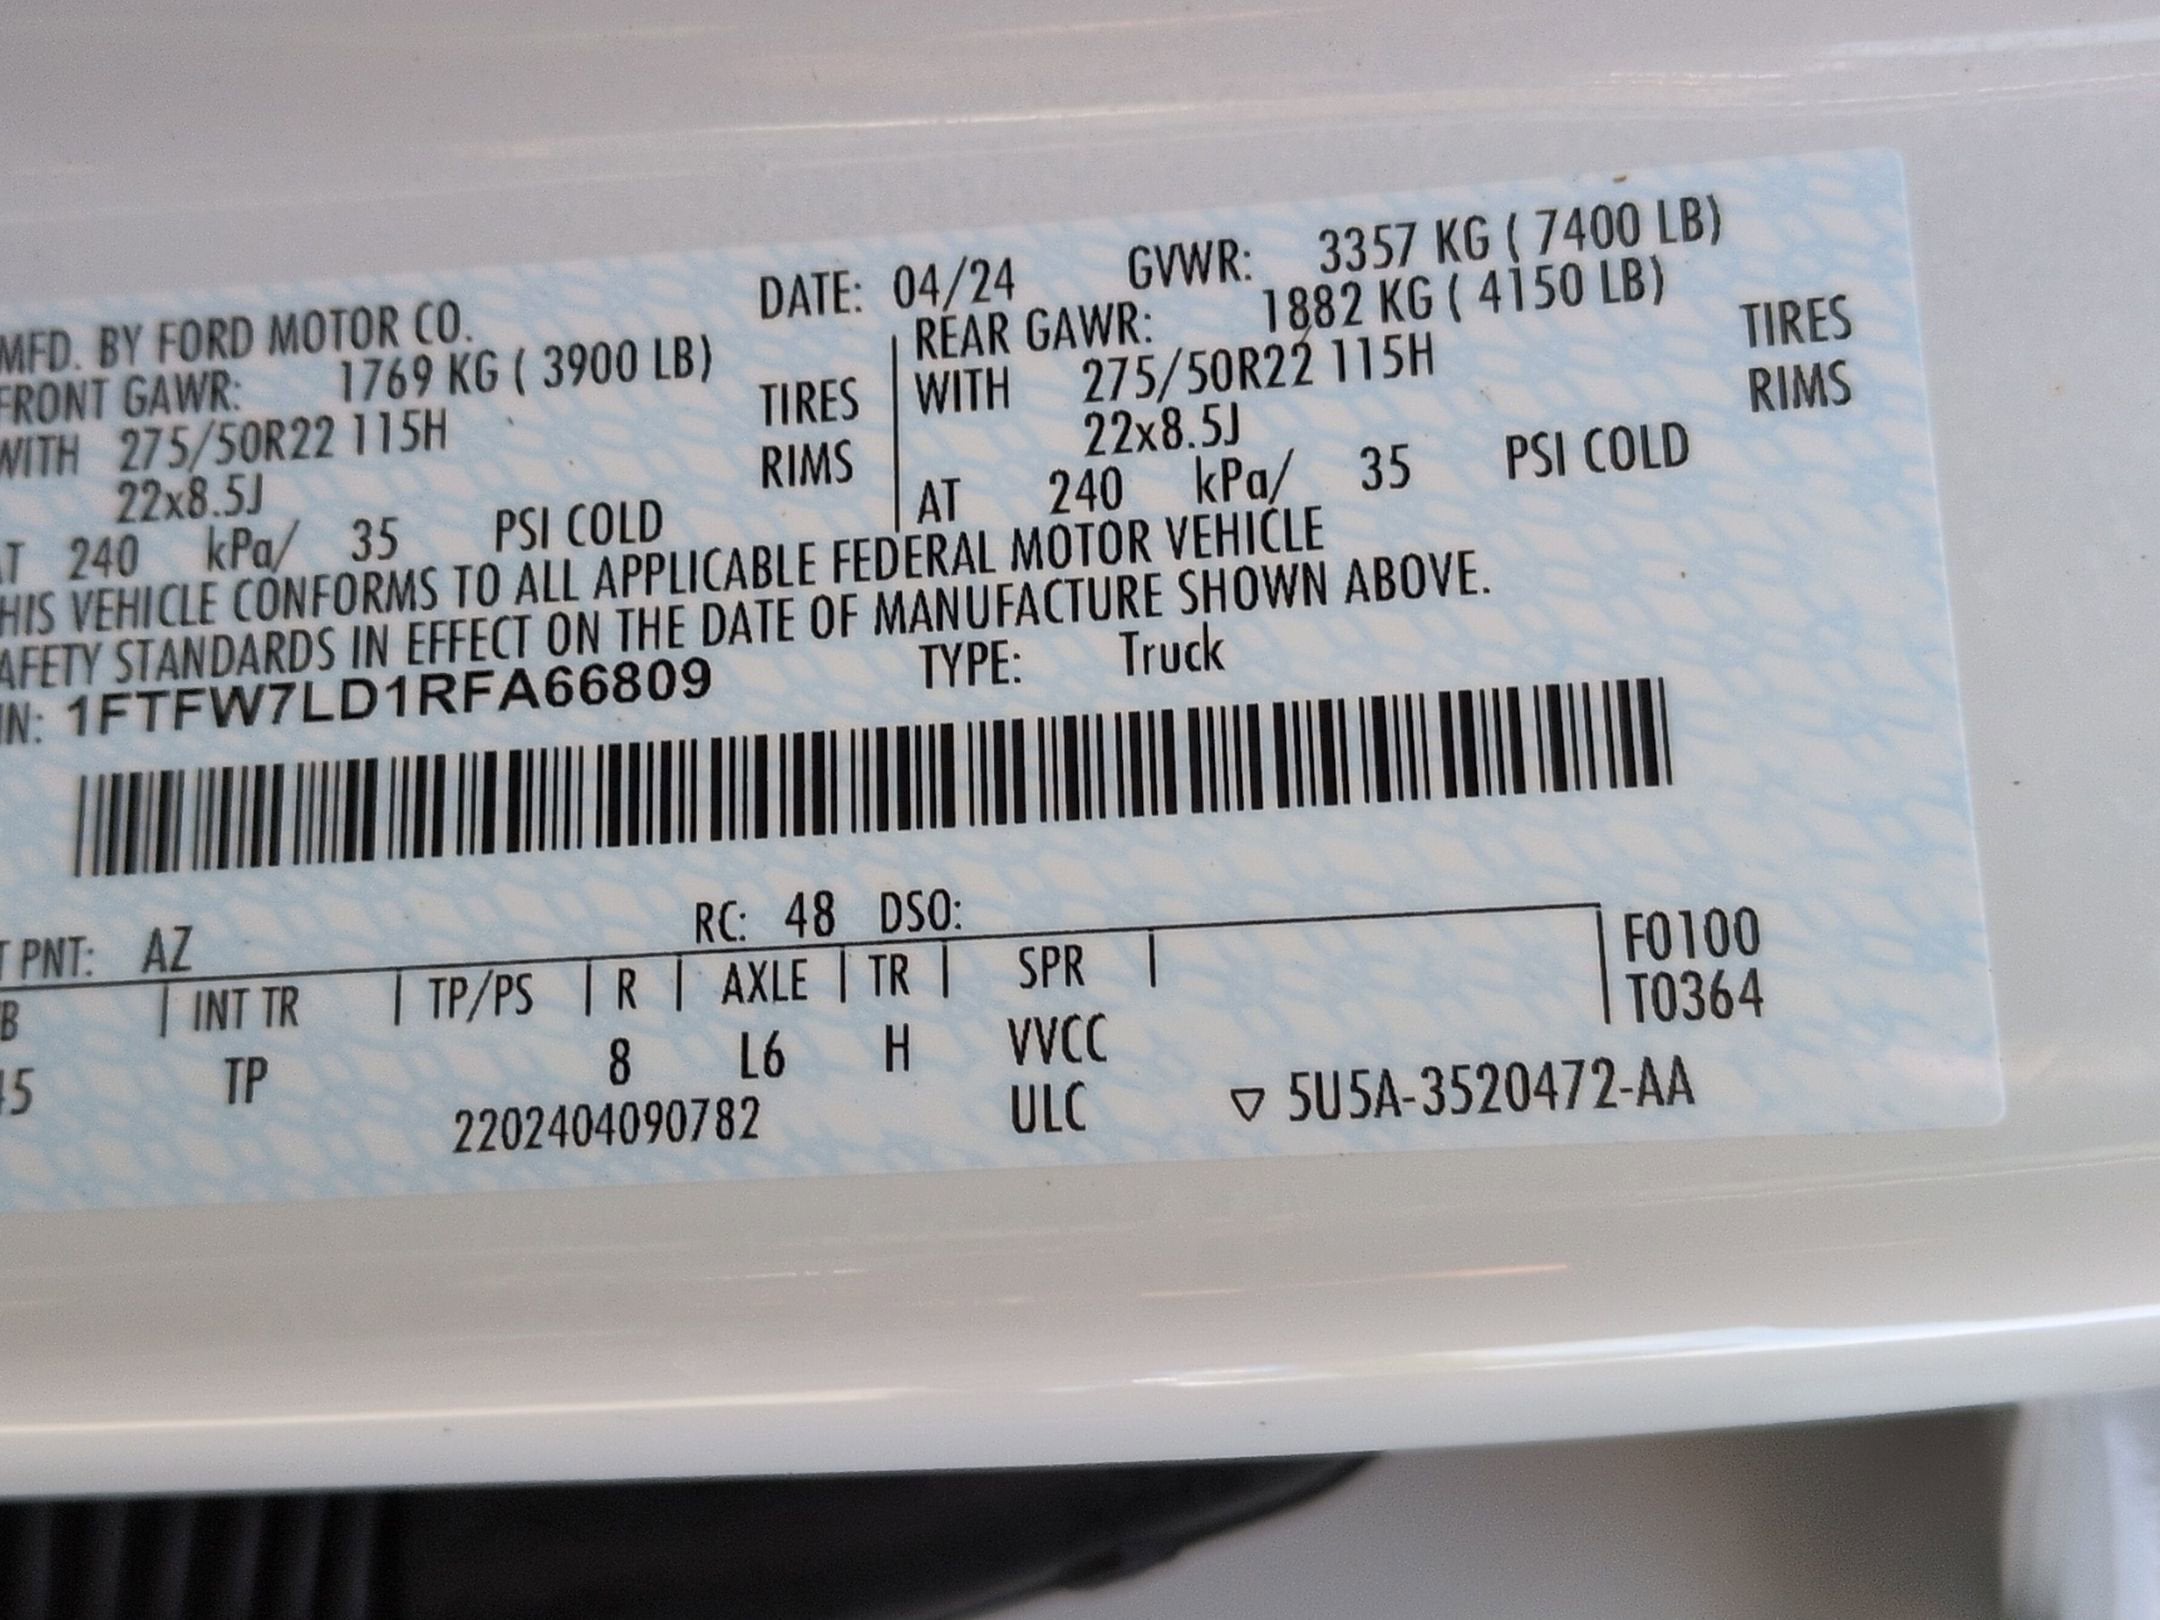 MFD. BY FORD MOTOR CO. DATE: 04/24 GVWR: 3357 KG ( 7400 LB)
FRONT GAWR: 1769 KG ( 3900 LB) REAR GAWR: 1882 KG ( 4150 LB)
WITH 275/50R22 115H TIRES WITH 275/50R22 115H TIRES
22x8.5J RIMS 22x8.5J RIMS
AT 240 kPa/ 35 PSI COLD AT 240 kPa/ 35 PSI COLD
HIS VEHICLE CONFORMS TO ALL APPLICABLE FEDERAL MOTOR VEHICLE
AFETY STANDARDS IN EFFECT ON THE DATE OF MANUFACTURE SHOWN ABOVE.
IN: 1FTFW7LD1RFA66809 TYPE: Truck
T PNT: AZ RC: 48 DSO:
B INT TR TP/PS R AXLE TR SPR F0100
T0364
45 TP 8 L6 H VVCC
2202404090782 ULC ▽ 5U5A-3520472-AA